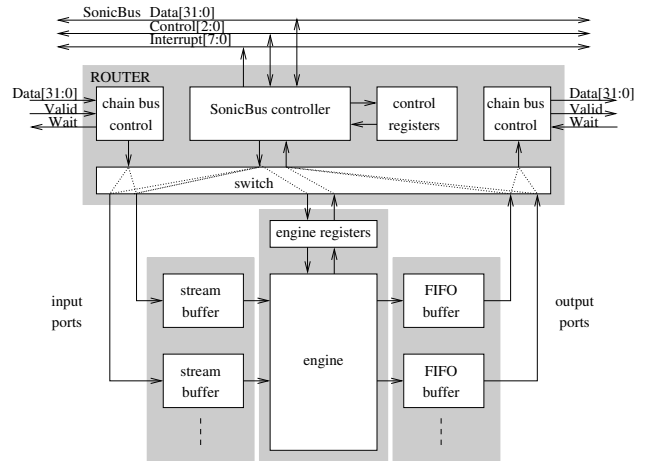 SonicBus Data[31:0]
Control[2:0]
Interrupt[7:0]
ROUTER
Data[31:0]
Valid
Wait
chain bus
control
SonicBus controller
control
registers
chain bus
control
Data[31:0]
Valid
Wait
switch
engine registers
input
ports
stream
buffer
FIFO
buffer
output
ports
engine
stream
buffer
FIFO
buffer